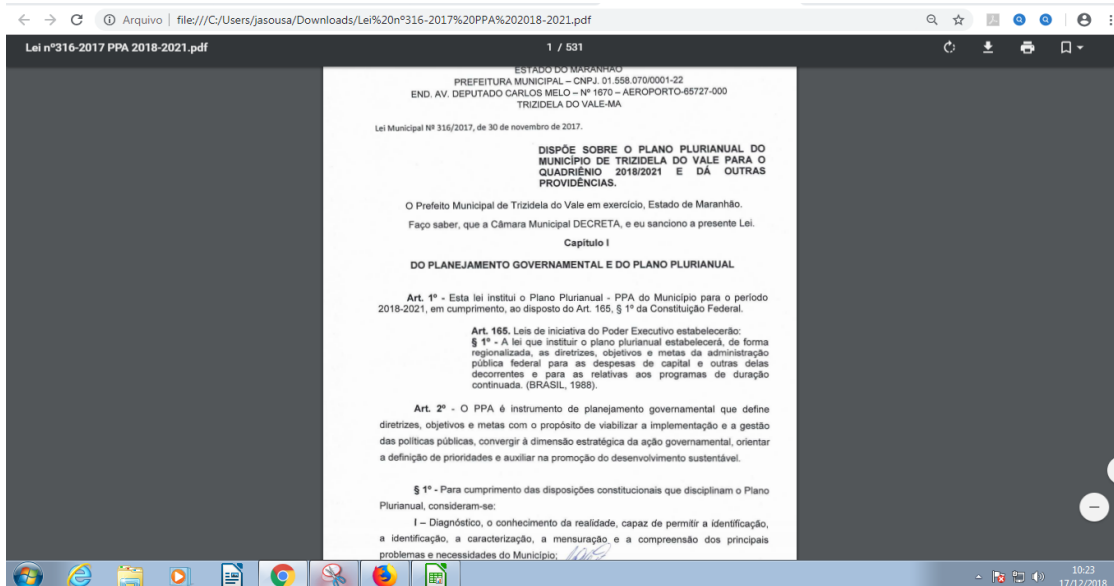 Arquivo | file:///C:/Users/jasousa/Downloads/Lei%20nº316-2017%20PPA%202018-2021.pdf
Lei nº316-2017 PPA 2018-2021.pdf
1 / 531
ESTADO DO MARANHÃO
PREFEITURA MUNICIPAL – CNPJ. 01.558.070/0001-22
END. AV. DEPUTADO CARLOS MELO – Nº 1670 – AEROPORTO-65727-000
TRIZIDELA DO VALE-MA
Lei Municipal Nº 316/2017, de 30 de novembro de 2017.
DISPÕE SOBRE O PLANO PLURIANUAL DO
MUNICÍPIO DE TRIZIDELA DO VALE PARA O
QUADRIÊNIO 2018/2021 E DÁ OUTRAS
PROVIDÊNCIAS.
O Prefeito Municipal de Trizidela do Vale em exercício, Estado de Maranhão.
Faço saber, que a Câmara Municipal DECRETA, e eu sanciono a presente Lei.
Capitulo I
DO PLANEJAMENTO GOVERNAMENTAL E DO PLANO PLURIANUAL
Art. 1º - Esta lei institui o Plano Plurianual - PPA do Município para o período
2018-2021, em cumprimento, ao disposto do Art. 165, § 1º da Constituição Federal.
Art. 165. Leis de iniciativa do Poder Executivo estabelecerão:
§ 1º - A lei que instituir o plano plurianual estabelecerá, de forma
regionalizada, as diretrizes, objetivos e metas da administração
pública federal para as despesas de capital e outras delas
decorrentes e para as relativas aos programas de duração
continuada. (BRASIL, 1988).
Art. 2º - O PPA é instrumento de planejamento governamental que define
diretrizes, objetivos e metas com o propósito de viabilizar a implementação e a gestão
das políticas públicas, convergir à dimensão estratégica da ação governamental, orientar
a definição de prioridades e auxiliar na promoção do desenvolvimento sustentável.
§ 1º - Para cumprimento das disposições constitucionais que disciplinam o Plano
Plurianual, consideram-se:
I – Diagnóstico, o conhecimento da realidade, capaz de permitir a identificação,
a identificação, a caracterização, a mensuração e a compreensão dos principais
problemas e necessidades do Município;
10:23
17/12/2018